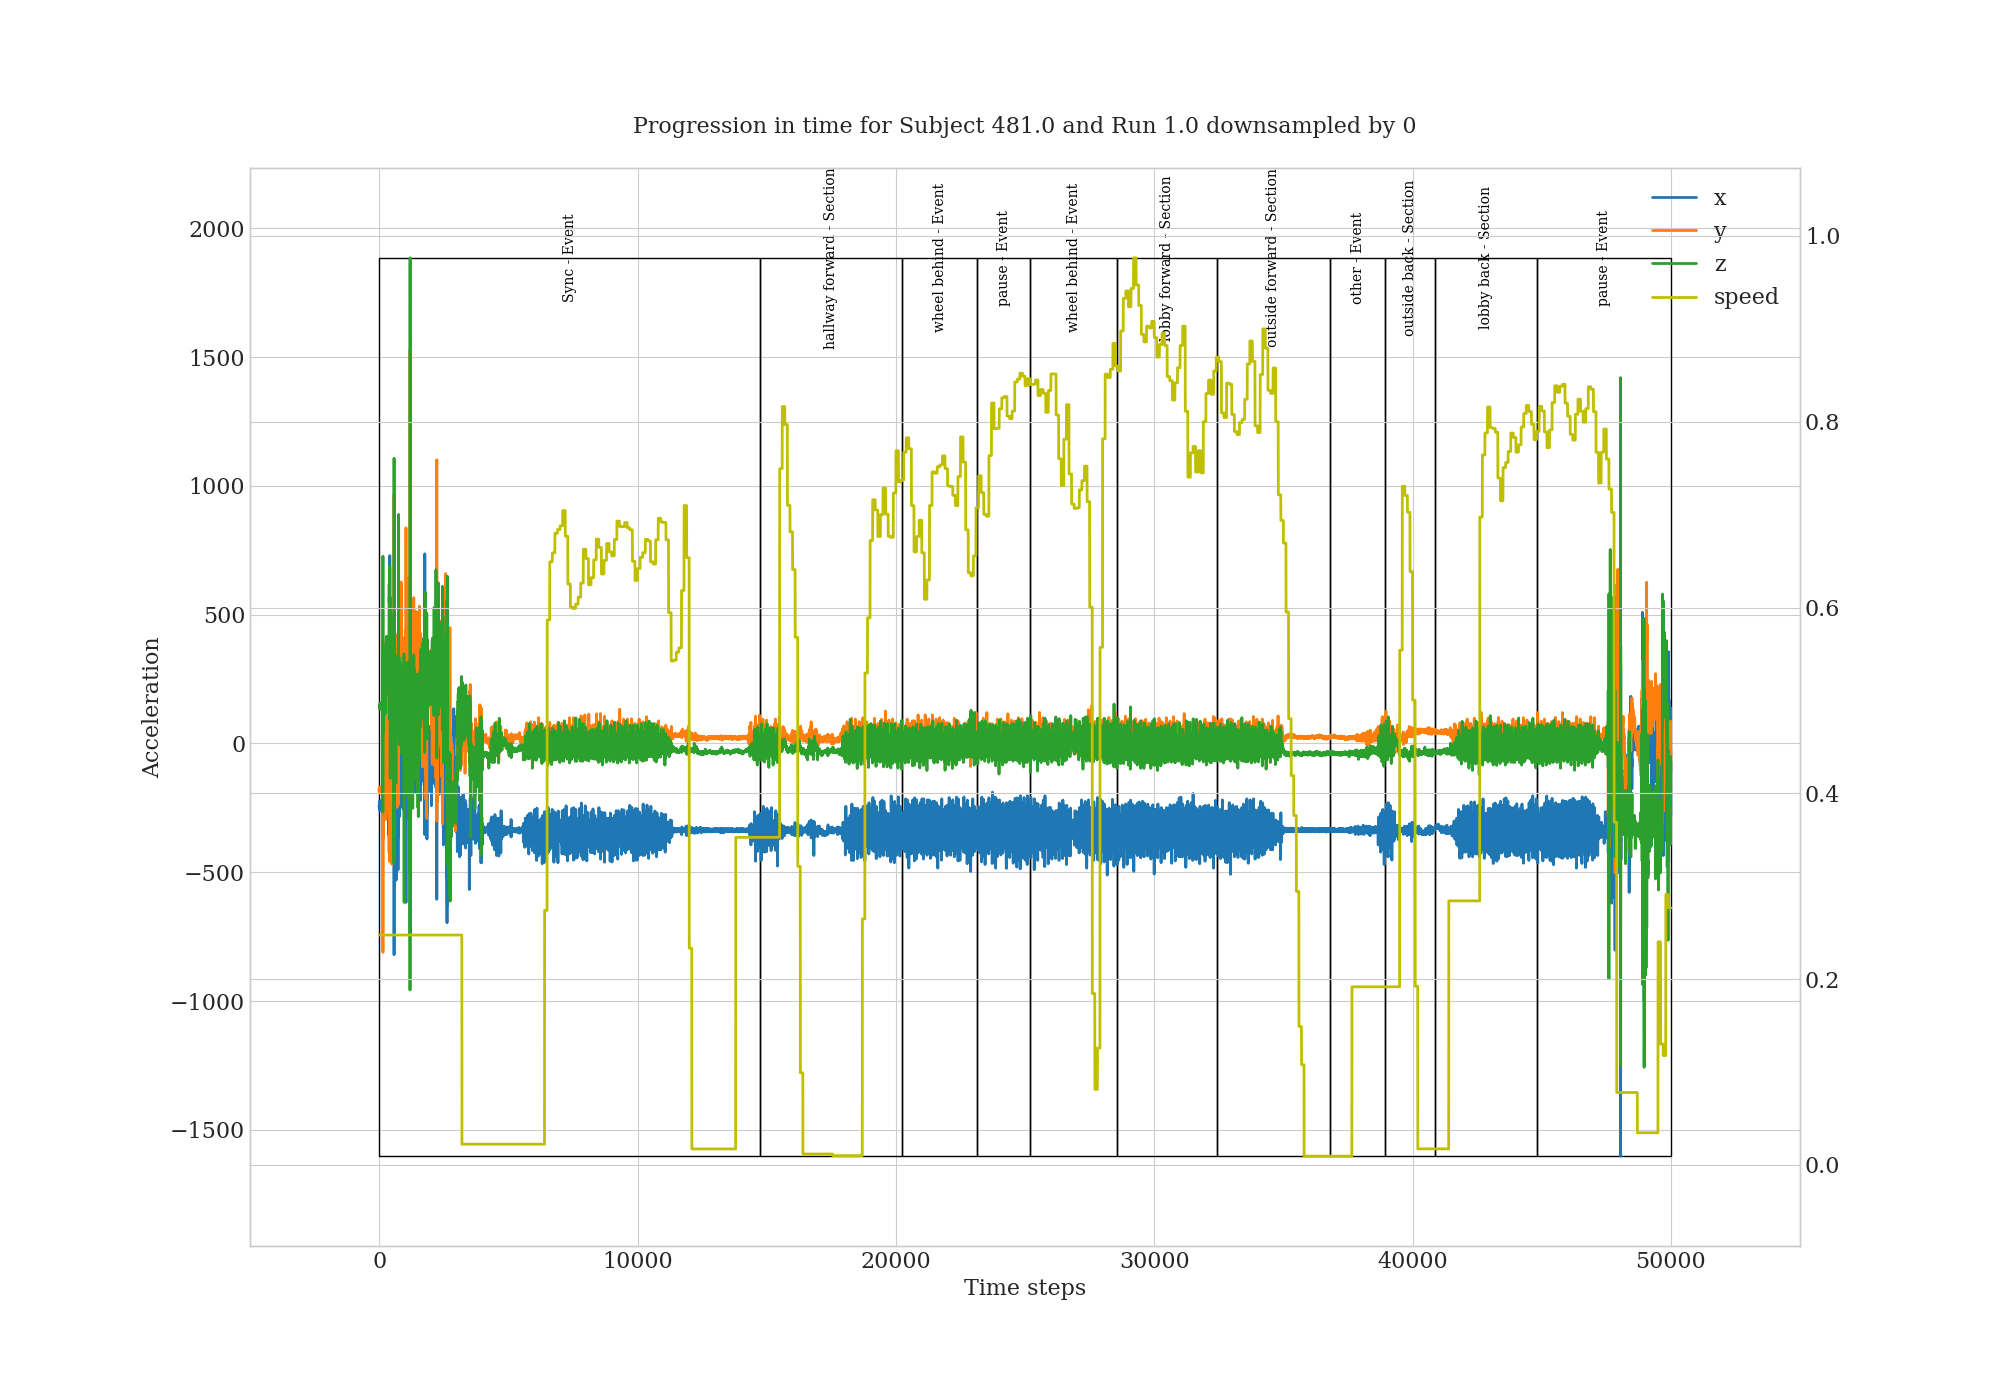 Progression in time for Subject 481.0 and Run 1.0 downsampled by 0
Sync - Event
hallway forward - Section
wheel behind - Event
pause - Event
wheel behind - Event
lobby forward - Section
outside forward - Section
other - Event
outside back - Section
lobby back - Section
pause - Event
x
y
z
speed
2000
1500
1000
500
0
−500
−1000
−1500
Acceleration
1.0
0.8
0.6
0.4
0.2
0.0
0
10000
20000
30000
40000
50000
Time steps